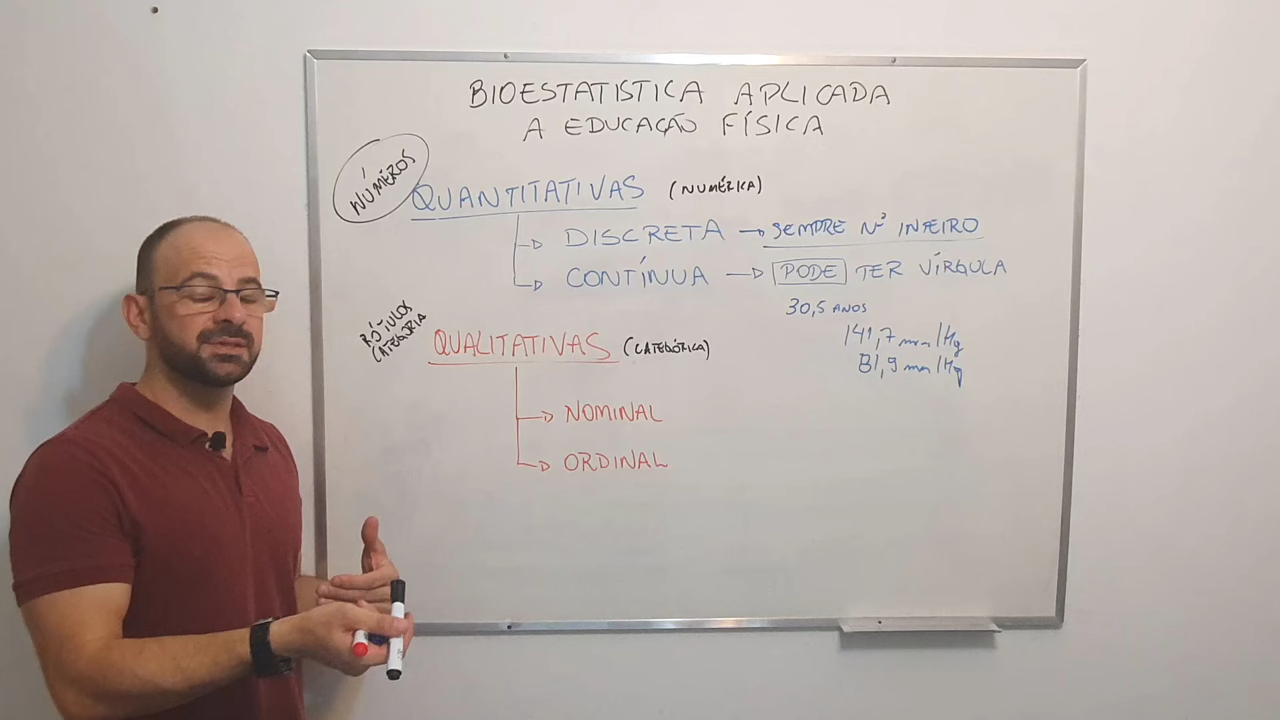 BIOESTATISTICA APLICADA
A EDUCAÇÃO FÍSICA
NÚMEROS
QUANTITATIVAS (NUMÉRICA)
DISCRETA → SEMPRE Nº INTEIRO
CONTÍNUA → PODE TER VÍRGULA
30,5 ANOS
141,7 mm/Hg
81,9 mm/Hg
RÓTULOS
CATEGORIA
QUALITATIVAS (CATEGÓRICA)
NOMINAL
ORDINAL